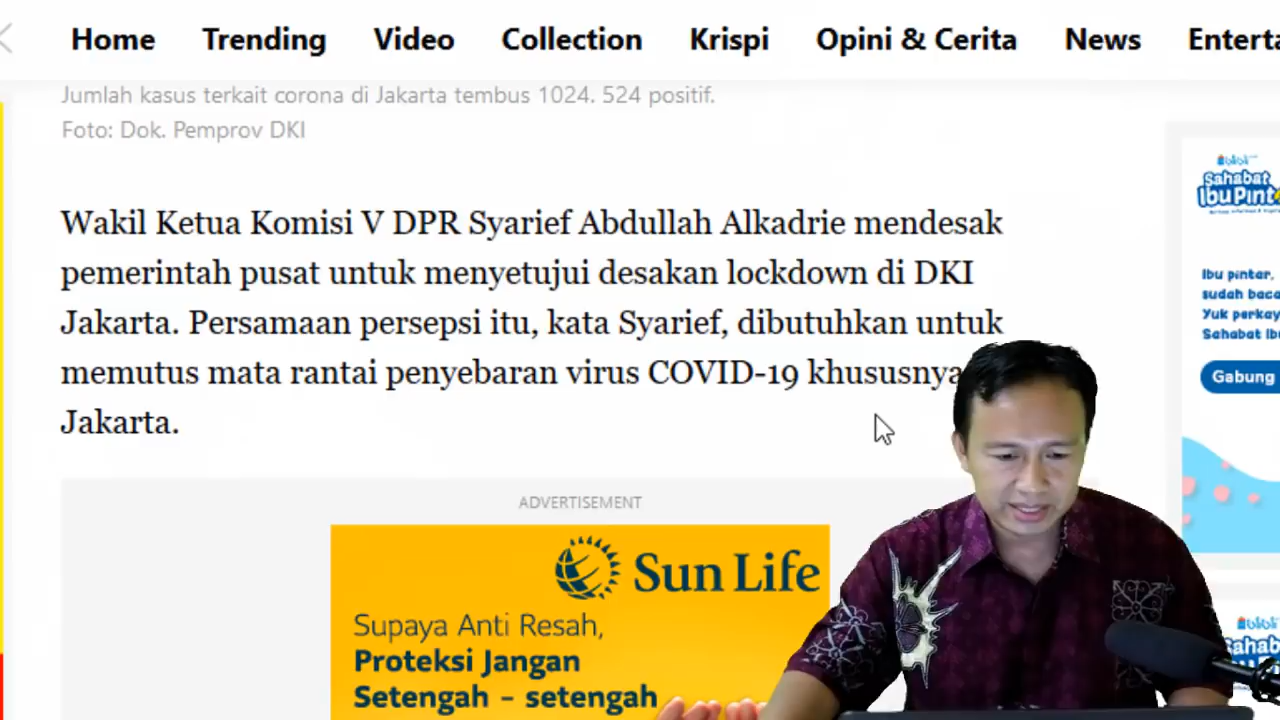 Home Trending Video Collection Krispi Opini & Cerita News Enterta
Jumlah kasus terkait corona di Jakarta tembus 1024. 524 positif.
Foto: Dok. Pemprov DKI
Wakil Ketua Komisi V DPR Syarief Abdullah Alkadrie mendesak
pemerintah pusat untuk menyetujui desakan lockdown di DKI
Jakarta. Persamaan persepsi itu, kata Syarief, dibutuhkan untuk
memutus mata rantai penyebaran virus COVID-19 khususnya
Jakarta.
ADVERTISEMENT
Sun Life
Supaya Anti Resah,
Proteksi Jangan
Setengah – setengah
Sahabat
Ibu Pint
Ibu pintar,
sudah baca
Yuk perkay
Sahabat Ib
Gabung